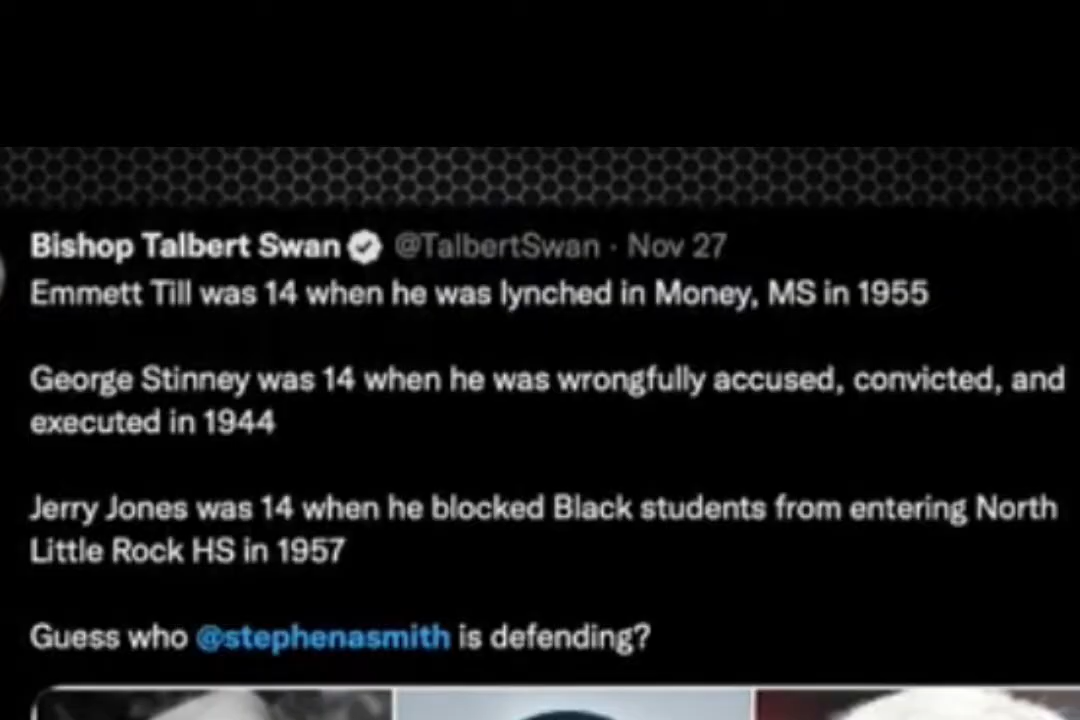 Bishop Talbert Swan @TalbertSwan · Nov 27
Emmett Till was 14 when he was lynched in Money, MS in 1955
George Stinney was 14 when he was wrongfully accused, convicted, and
executed in 1944
Jerry Jones was 14 when he blocked Black students from entering North
Little Rock HS in 1957
Guess who @stephenasmith is defending?